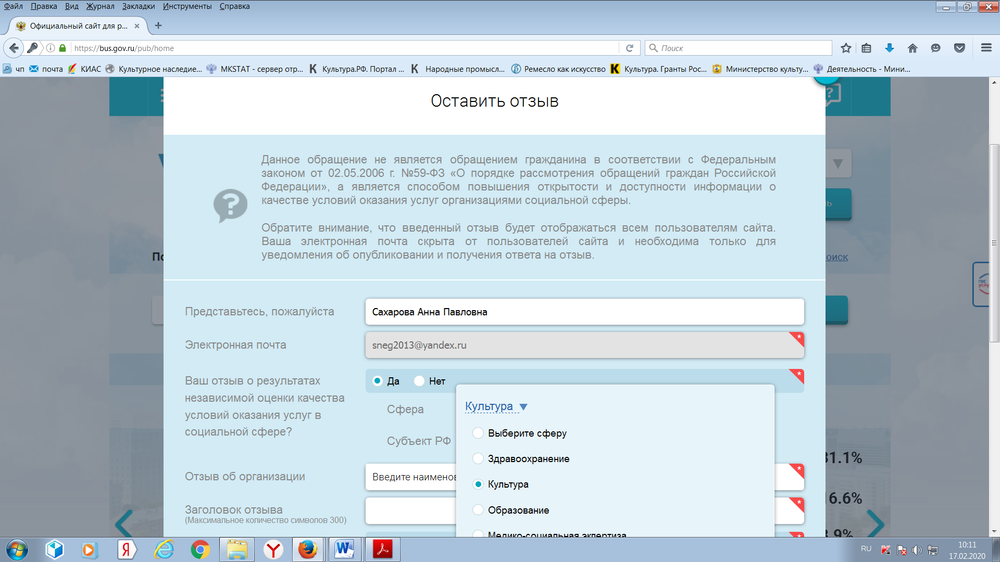 Файл Правка Вид Журнал Закладки Инструменты Справка
Официальный сайт для р...
https://bus.gov.ru/pub/home
Поиск
чп почта КИАС Культурное наследие... MKSTAT - сервер отр... Культура.РФ. Портал ... Народные промысл... Ремесло как искусство Культура. Гранты Рос... Министерство культу... Деятельность - Мини...
Оставить отзыв
Данное обращение не является обращением гражданина в соответствии с Федеральным
законом от 02.05.2006 г. №59-ФЗ «О порядке рассмотрения обращений граждан Российской
Федерации», а является способом повышения открытости и доступности информации о
качестве условий оказания услуг организациями социальной сферы.
Обратите внимание, что введенный отзыв будет отображаться всем пользователям сайта.
Ваша электронная почта скрыта от пользователей сайта и необходима только для
уведомления об опубликовании и получения ответа на отзыв.
Представьтесь, пожалуйста
Сахарова Анна Павловна
Электронная почта
sneg2013@yandex.ru
*
Ваш отзыв о результатах
независимой оценки качества
условий оказания услуг в
социальной сфере?
Да Нет
*
Сфера
Культура
Субъект РФ
Выберите сферу
Здравоохранение
Культура
Образование
Медико-социальная экпертиза
Отзыв об организации
Введите наименов
*
Заголовок отзыва
(Максимальное количество символов 300)
*
По
оиск
гос
услу
31.1%
16.6%
3.9%
RU
10:11
17.02.2020